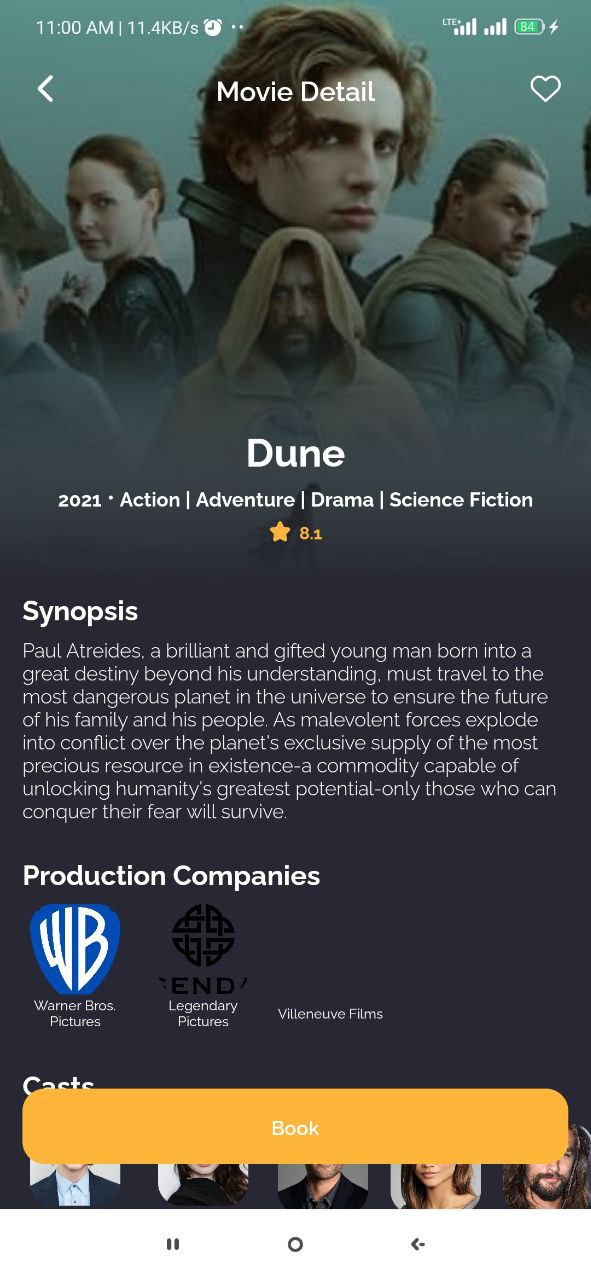 11:00 AM | 11.4KB/s
LTE+
84
Movie Detail
Dune
2021 • Action | Adventure | Drama | Science Fiction
8.1
Synopsis
Paul Atreides, a brilliant and gifted young man born into a
great destiny beyond his understanding, must travel to the
most dangerous planet in the universe to ensure the future
of his family and his people. As malevolent forces explode
into conflict over the planet's exclusive supply of the most
precious resource in existence-a commodity capable of
unlocking humanity's greatest potential-only those who can
conquer their fear will survive.
Production Companies
WB
END
Warner Bros.
Pictures
Legendary
Pictures
Villeneuve Films
Casts
Book